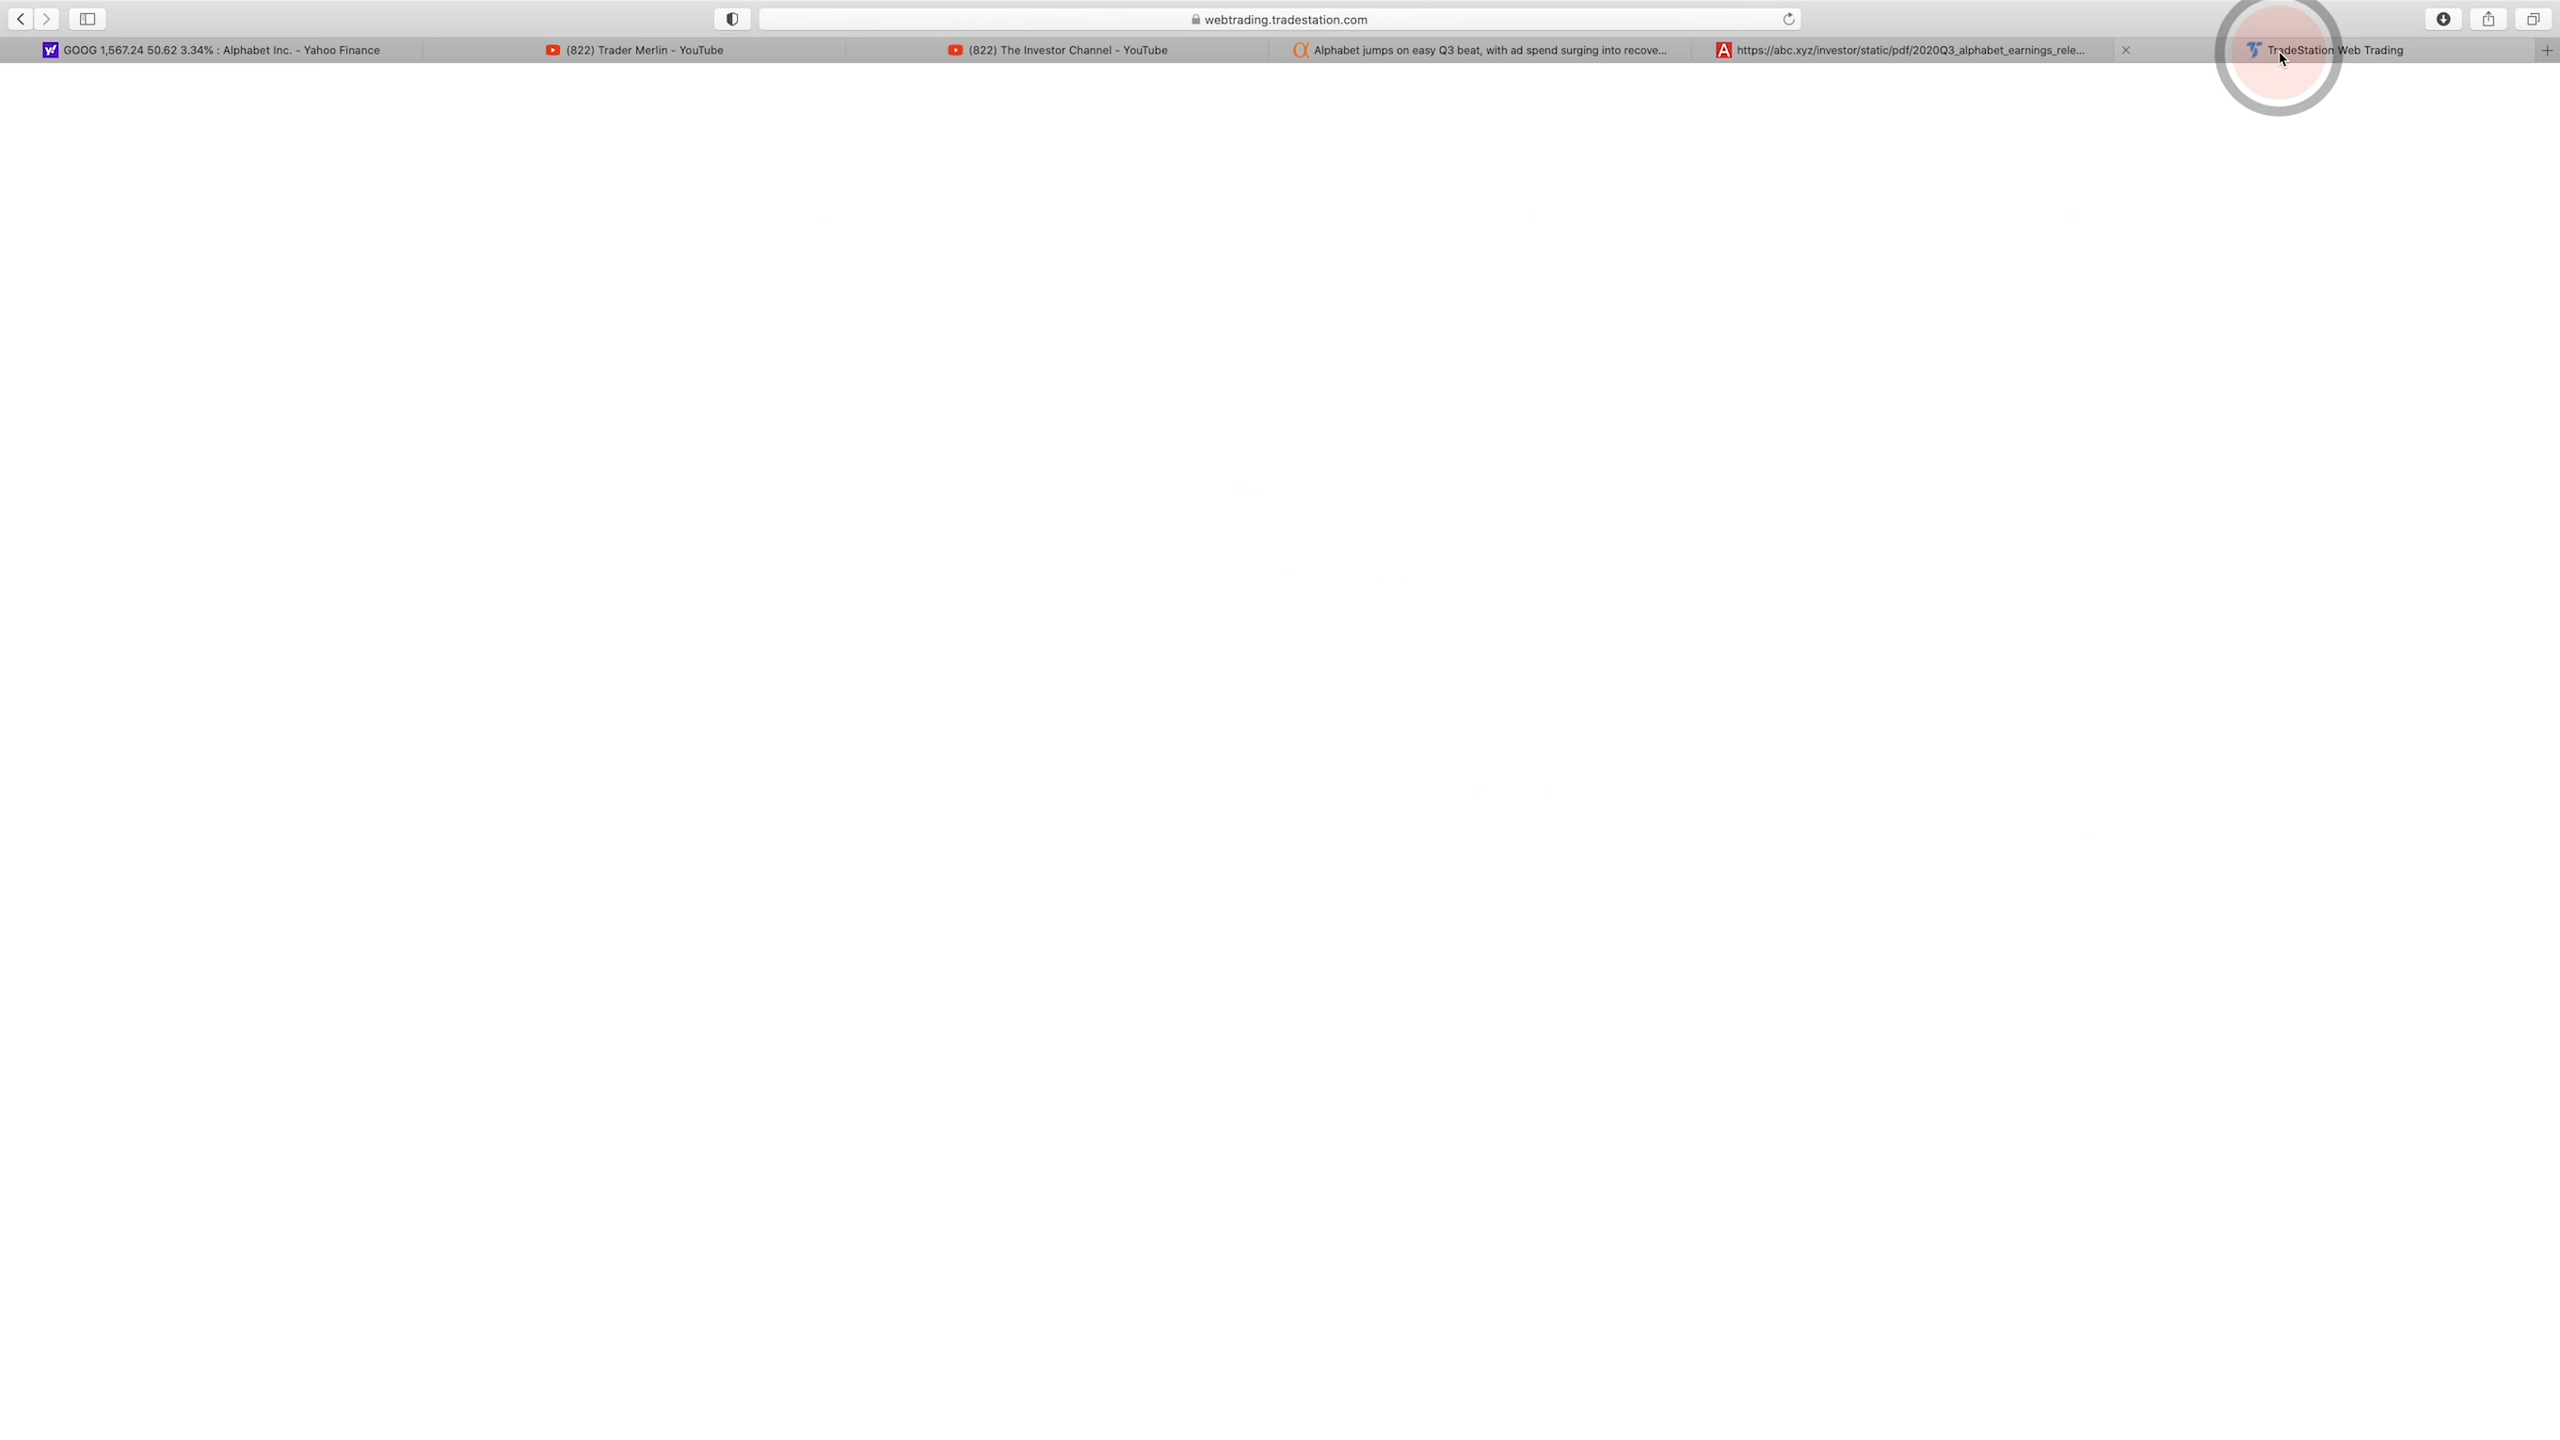 webtrading.tradestation.com
GOOG 1,567.24 50.62 3.34% : Alphabet Inc. - Yahoo Finance
(822) Trader Merlin - YouTube
(822) The Investor Channel - YouTube
Alphabet jumps on easy Q3 beat, with ad spend surging into recove...
https://abc.xyz/investor/static/pdf/2020Q3_alphabet_earnings_rele...
TradeStation Web Trading